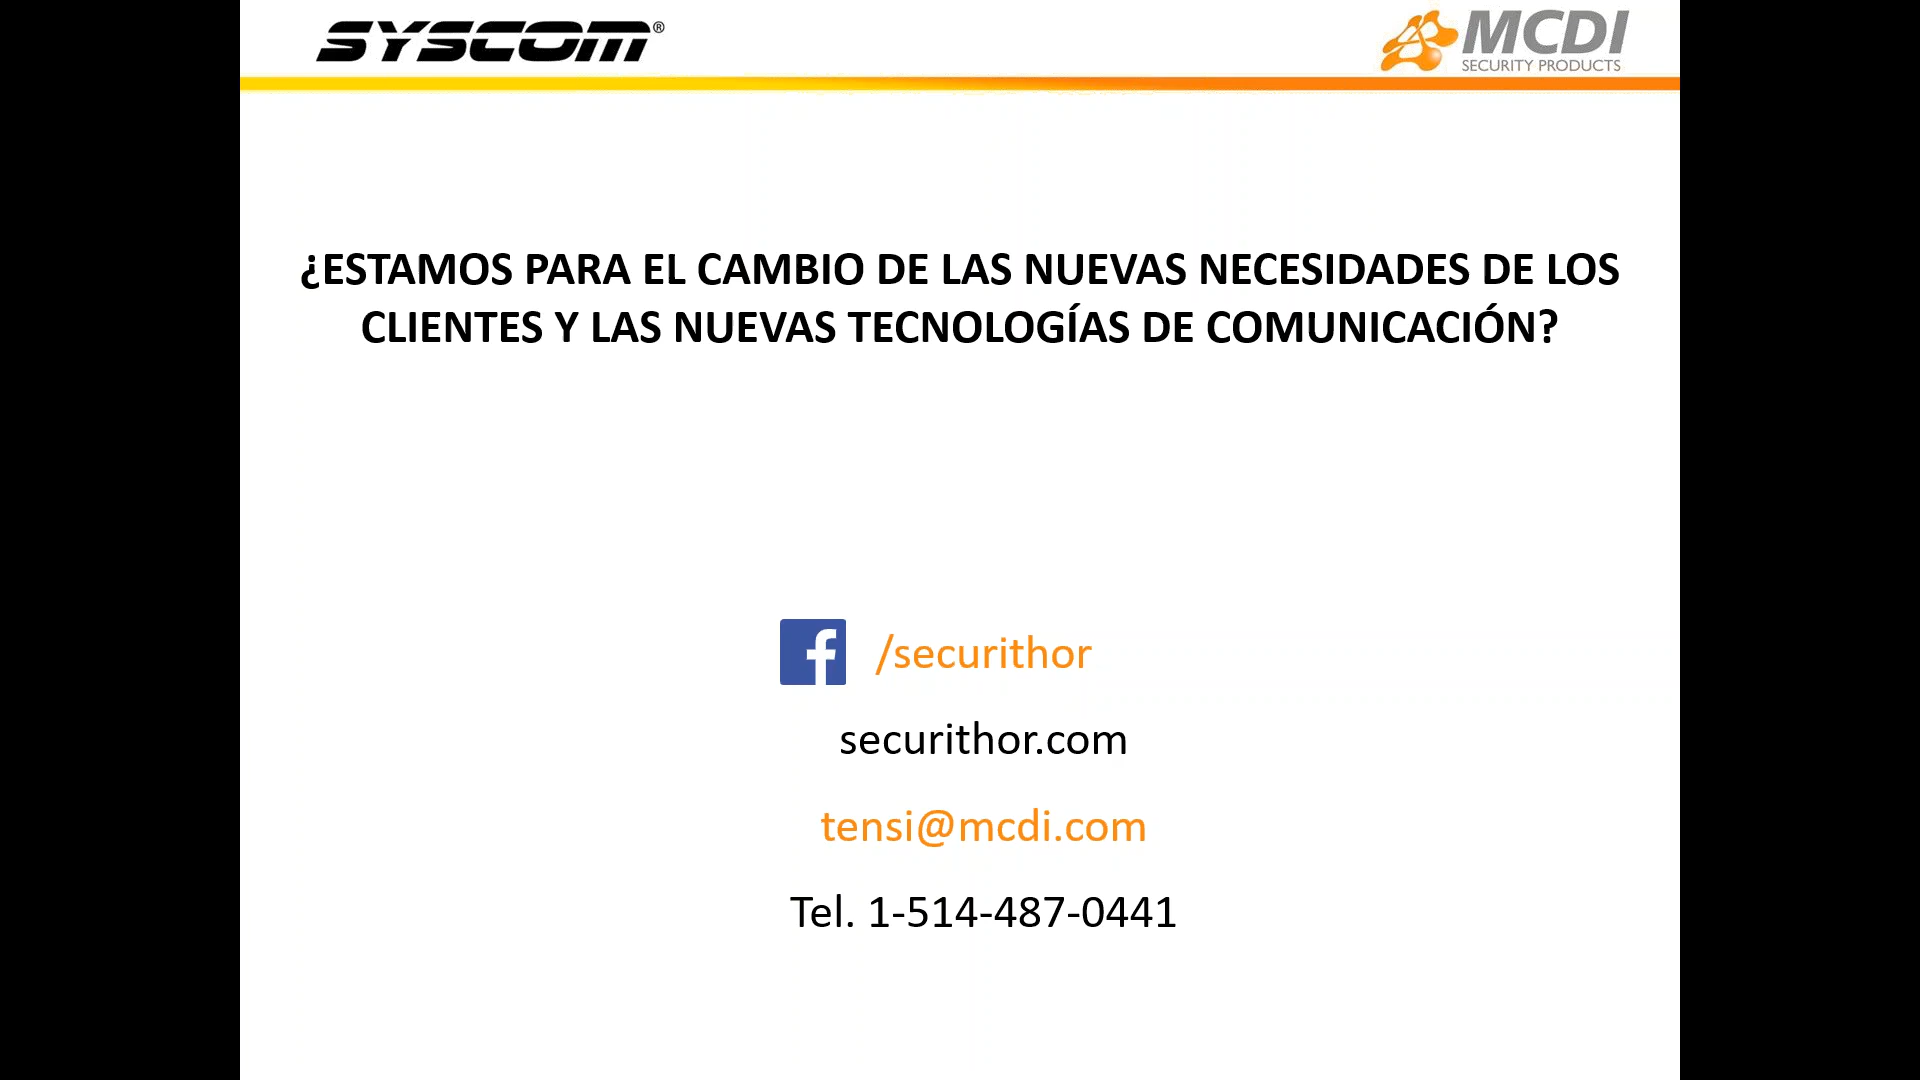 SYSCOM®
MCDI
SECURITY PRODUCTS
¿ESTAMOS PARA EL CAMBIO DE LAS NUEVAS NECESIDADES DE LOS
CLIENTES Y LAS NUEVAS TECNOLOGÍAS DE COMUNICACIÓN?
f /securithor
securithor.com
tensi@mcdi.com
Tel. 1-514-487-0441